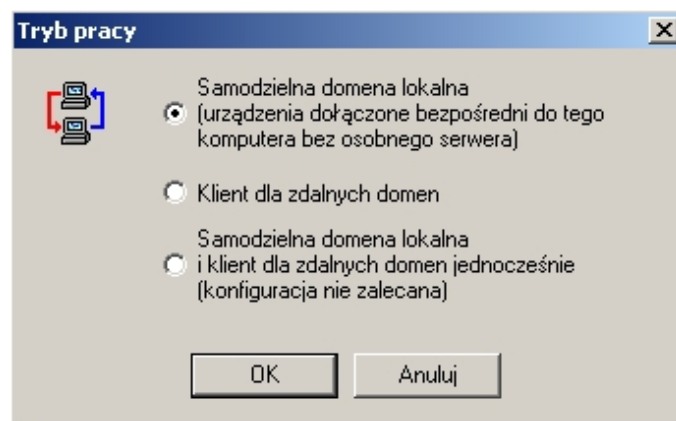 Tryb pracy
Samodzielna domena lokalna
(urządzenia dołączone bezpośredni do tego
komputera bez osobnego serwera)
Klient dla zdalnych domen
Samodzielna domena lokalna
i klient dla zdalnych domen jednocześnie
(konfiguracja nie zalecana)
OK
Anuluj